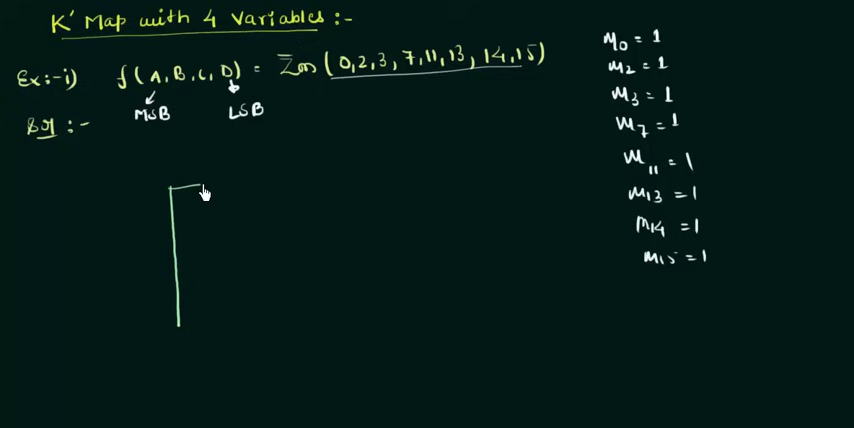 K' Map with 4 Variables :-
Ex:-i) f(A,B,C,D) = Σm(0,2,3,7,11,13,14,15)
MSB LSB
Sol :-
m0 = 1
m2 = 1
m3 = 1
m7 = 1
m11 = 1
m13 = 1
m14 = 1
m15 = 1